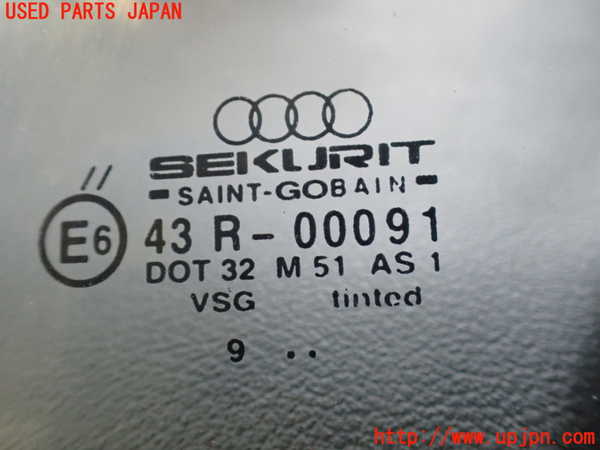 USED PARTS JAPAN
SEKURIT
SAINT-GOBAIN
//
E6 43 R-00091
DOT 32 M 51 AS 1
VSG tinted
9 ..
http://www.upjpn.com/